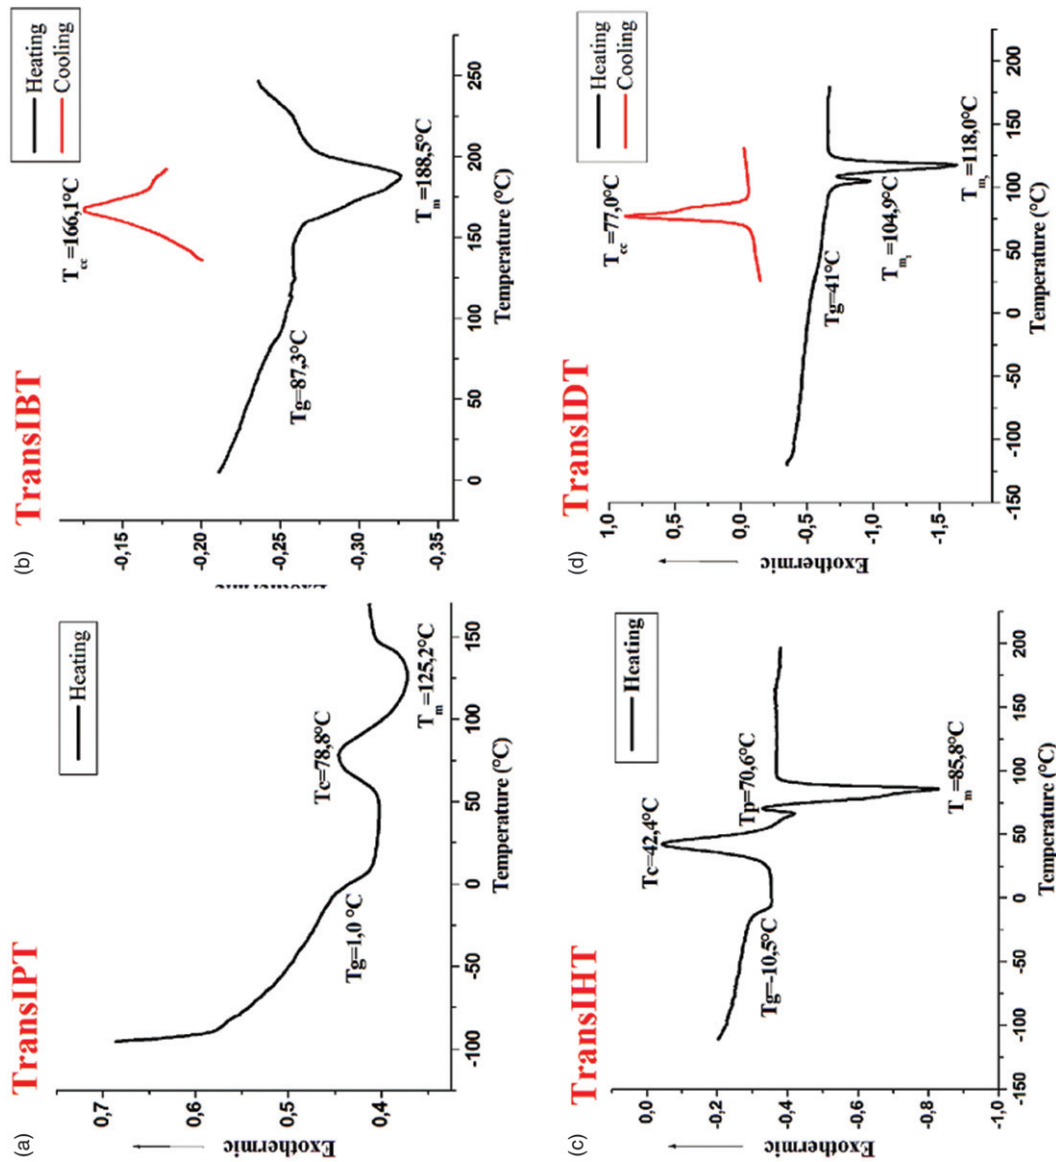 (a)
TransIPT
Heating
Exothermic
0,7
0,6
0,5
0,4
Tg=1,0 °C
Tc=78,8°C
Tm=125,2°C
-100
-50
0
50
100
150
Temperature (°C)
(b)
TransIBT
Heating
Cooling
-0,15
-0,20
-0,25
-0,30
-0,35
Tcc=166,1°C
Tg=87,3°C
Tm=188,5°C
0
50
100
150
200
250
Temperature (°C)
(c)
TransIHT
Heating
Exothermic
0,0
-0,2
-0,4
-0,6
-0,8
-1,0
Tc=42,4°C
Tp=70,6°C
Tg=-10,5°C
Tm=85,8°C
-150
-100
-50
0
50
100
150
200
Temperature (°C)
(d)
TransIDT
Heating
Cooling
Exothermic
1,0
0,5
0,0
-0,5
-1,0
-1,5
Tcc=77,0°C
Tg=41°C
Tm1=104,9°C
Tm2=118,0°C
-150
-100
-50
0
50
100
150
200
Temperature (°C)